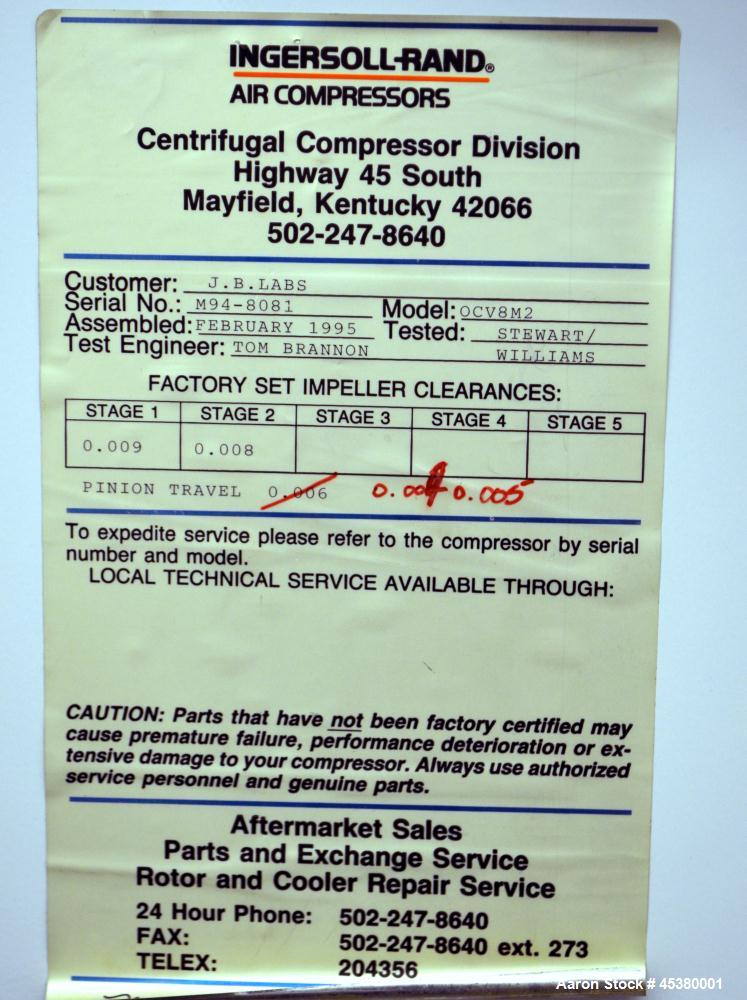 INGERSOLL-RAND®
AIR COMPRESSORS
Centrifugal Compressor Division
Highway 45 South
Mayfield, Kentucky 42066
502-247-8640
Customer: J.B.LABS
Serial No.: M94-8081 Model: OCV8M2
Assembled: FEBRUARY 1995 Tested: STEWART/
Test Engineer: TOM BRANNON WILLIAMS
FACTORY SET IMPELLER CLEARANCES:
STAGE 1 STAGE 2 STAGE 3 STAGE 4 STAGE 5
0.009 0.008
PINION TRAVEL 0.006 0.005
To expedite service please refer to the compressor by serial
number and model.
LOCAL TECHNICAL SERVICE AVAILABLE THROUGH:
CAUTION: Parts that have not been factory certified may
cause premature failure, performance deterioration or ex-
tensive damage to your compressor. Always use authorized
service personnel and genuine parts.
Aftermarket Sales
Parts and Exchange Service
Rotor and Cooler Repair Service
24 Hour Phone: 502-247-8640
FAX: 502-247-8640 ext. 273
TELEX: 204356
Aaron Stock # 45380001